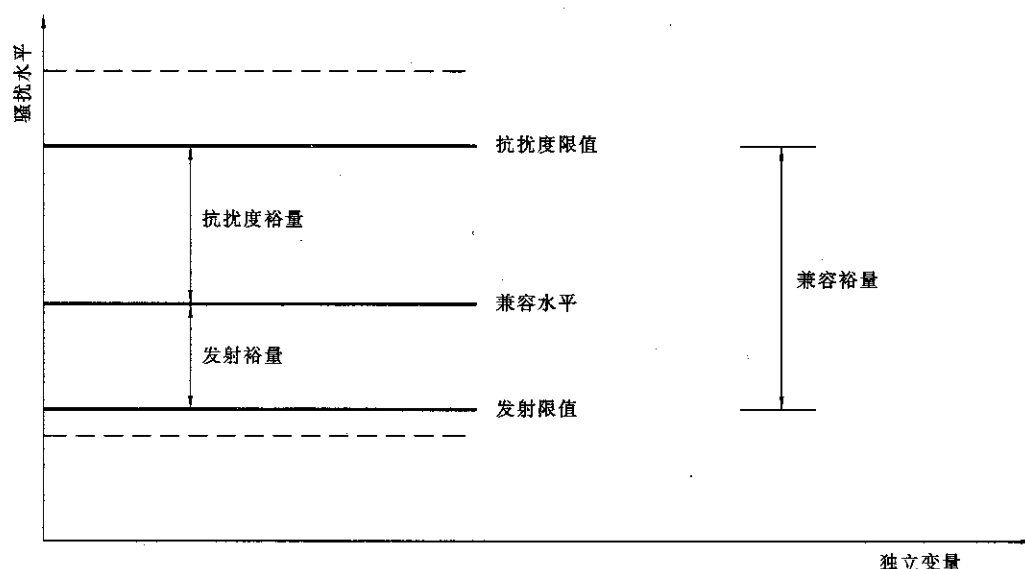 骚扰水平
抗扰度限值
抗扰度裕量
兼容裕量
兼容水平
发射裕量
发射限值
独立变量